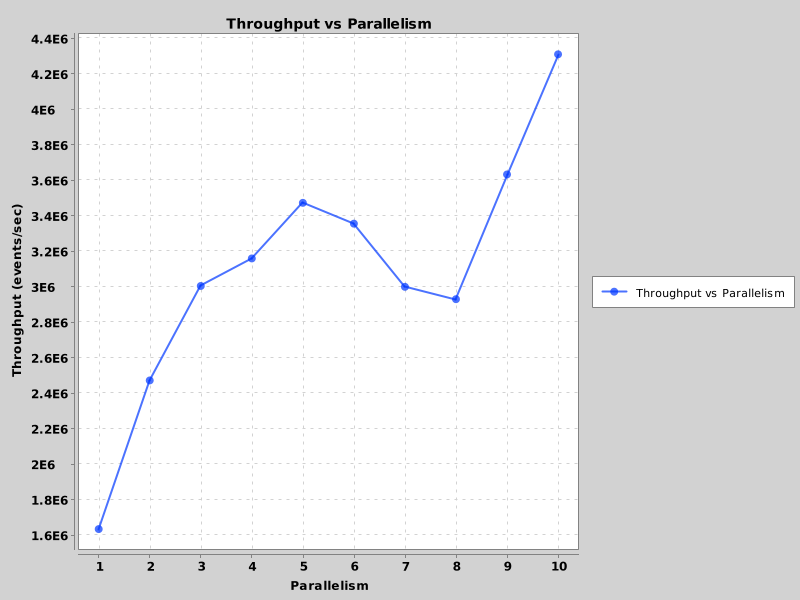 Throughput vs Parallelism
4.4E6
4.2E6
4E6
3.8E6
3.6E6
3.4E6
3.2E6
3E6
2.8E6
2.6E6
2.4E6
2.2E6
2E6
1.8E6
1.6E6
Throughput (events/sec)
1 2 3 4 5 6 7 8 9 10
Parallelism
Throughput vs Parallelism